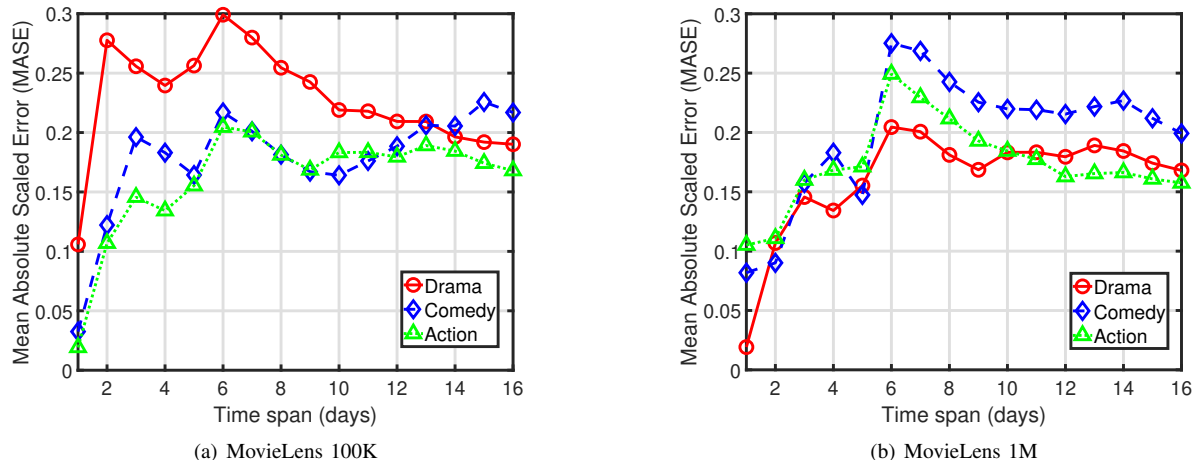 0.3
0.25
0.2
0.15
0.1
0.05
0
Mean Absolute Scaled Error (MASE)
Drama
Comedy
Action
2 4 6 8 10 12 14 16
Time span (days)
(a) MovieLens 100K
0.3
0.25
0.2
0.15
0.1
0.05
0
Mean Absolute Scaled Error (MASE)
Drama
Comedy
Action
2 4 6 8 10 12 14 16
Time span (days)
(b) MovieLens 1M